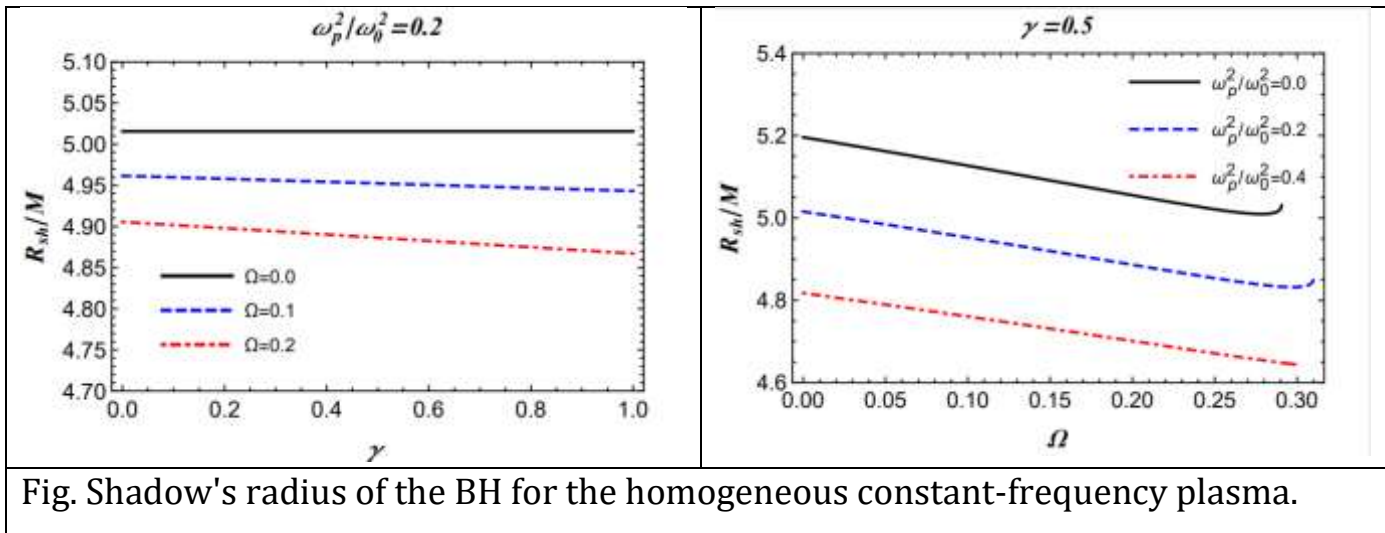 ω_p^2/ω_0^2=0.2
5.10
5.05
5.00
4.95
4.90
4.85
4.80
4.75
4.70
R_sh/M
Ω=0.0
Ω=0.1
Ω=0.2
0.0 0.2 0.4 0.6 0.8 1.0
γ
γ=0.5
5.4
5.2
5.0
4.8
4.6
R_sh/M
ω_p^2/ω_0^2=0.0
ω_p^2/ω_0^2=0.2
ω_p^2/ω_0^2=0.4
0.00 0.05 0.10 0.15 0.20 0.25 0.30
Ω
Fig. Shadow's radius of the BH for the homogeneous constant-frequency plasma.